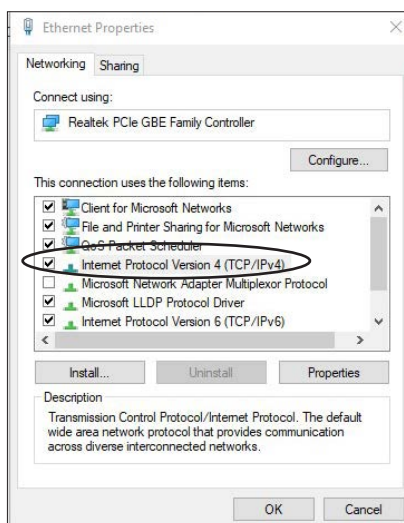 Ethernet Properties
Networking Sharing
Connect using:
Realtek PCIe GBE Family Controller
Configure...
This connection uses the following items:
Client for Microsoft Networks
File and Printer Sharing for Microsoft Networks
QoS Packet Scheduler
Internet Protocol Version 4 (TCP/IPv4)
Microsoft Network Adapter Multiplexor Protocol
Microsoft LLDP Protocol Driver
Internet Protocol Version 6 (TCP/IPv6)
Install... Uninstall Properties
Description
Transmission Control Protocol/Internet Protocol. The default
wide area network protocol that provides communication
across diverse interconnected networks.
OK Cancel